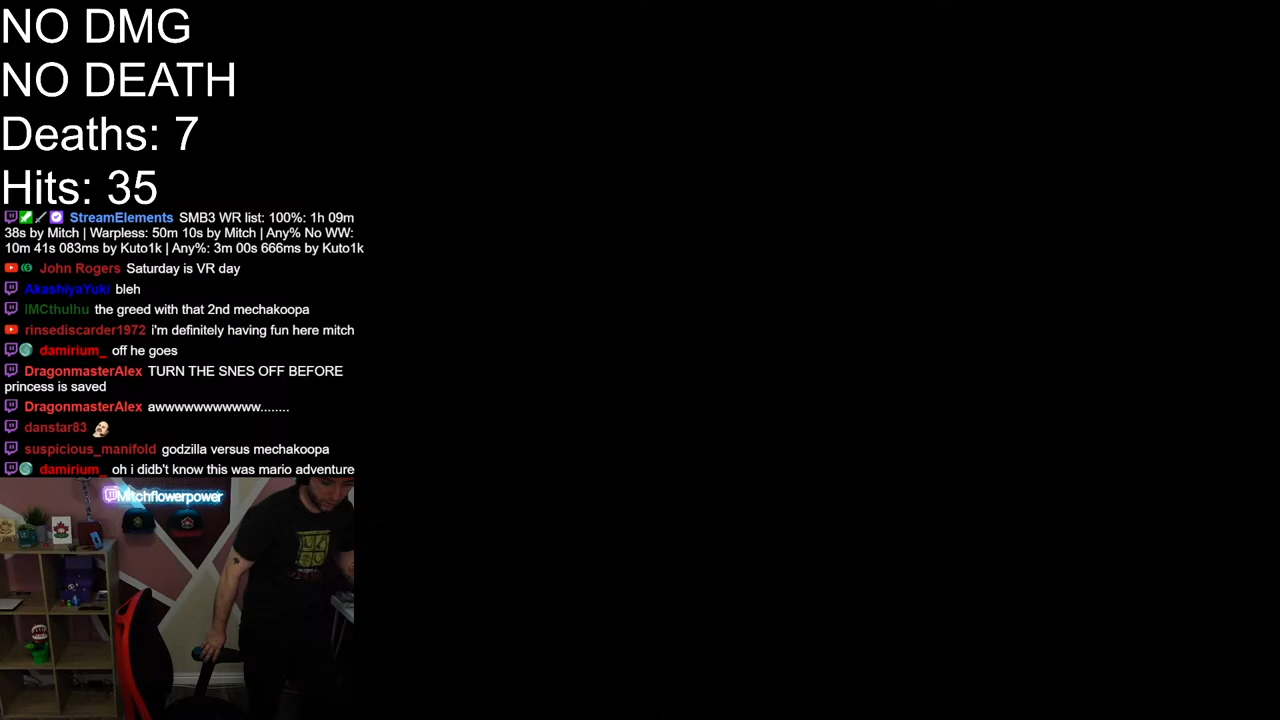 NO DMG
NO DEATH
Deaths: 7
Hits: 35
StreamElements SMB3 WR list: 100%: 1h 09m
38s by Mitch | Warpless: 50m 10s by Mitch | Any% No WW:
10m 41s 083ms by Kuto1k | Any%: 3m 00s 666ms by Kuto1k
John Rogers Saturday is VR day
AkashiyaYuki bleh
IMCthulhu the greed with that 2nd mechakoopa
rinsediscarder1972 i'm definitely having fun here mitch
damirium_ off he goes
DragonmasterAlex TURN THE SNES OFF BEFORE
princess is saved
DragonmasterAlex awwwwwwwwwww........
danstar83
suspicious_manifold godzilla versus mechakoopa
damirium_ oh i didb't know this was mario adventure
Mitchflowerpower